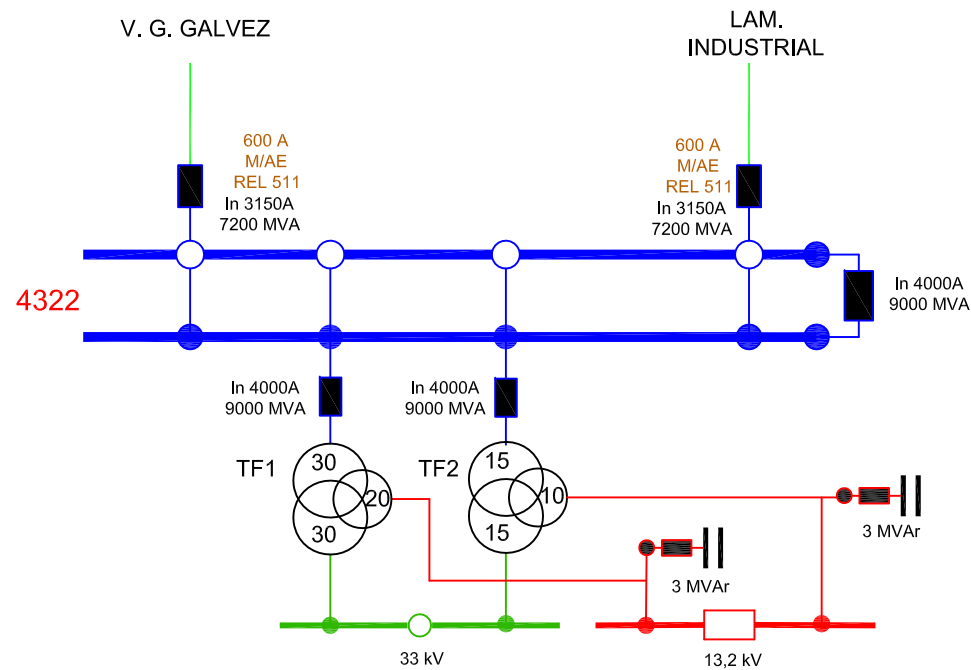 V. G. GALVEZ
LAM.
INDUSTRIAL
600 A
M/AE
REL 511
In 3150A
7200 MVA
600 A
M/AE
REL 511
In 3150A
7200 MVA
4322
In 4000A
9000 MVA
In 4000A
9000 MVA
In 4000A
9000 MVA
TF1
30
20
30
TF2
15
10
15
3 MVAr
3 MVAr
33 kV
13,2 kV